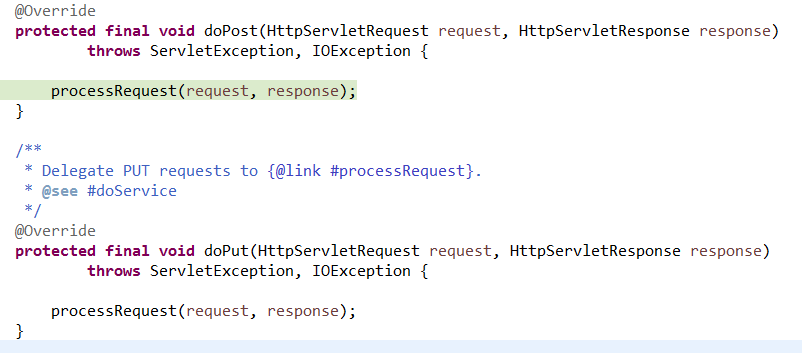 @Override
protected final void doPost(HttpServletRequest request, HttpServletResponse response)
throws ServletException, IOException {
processRequest(request, response);
}
/**
* Delegate PUT requests to {@link #processRequest}.
* @see #doService
*/
@Override
protected final void doPut(HttpServletRequest request, HttpServletResponse response)
throws ServletException, IOException {
processRequest(request, response);
}